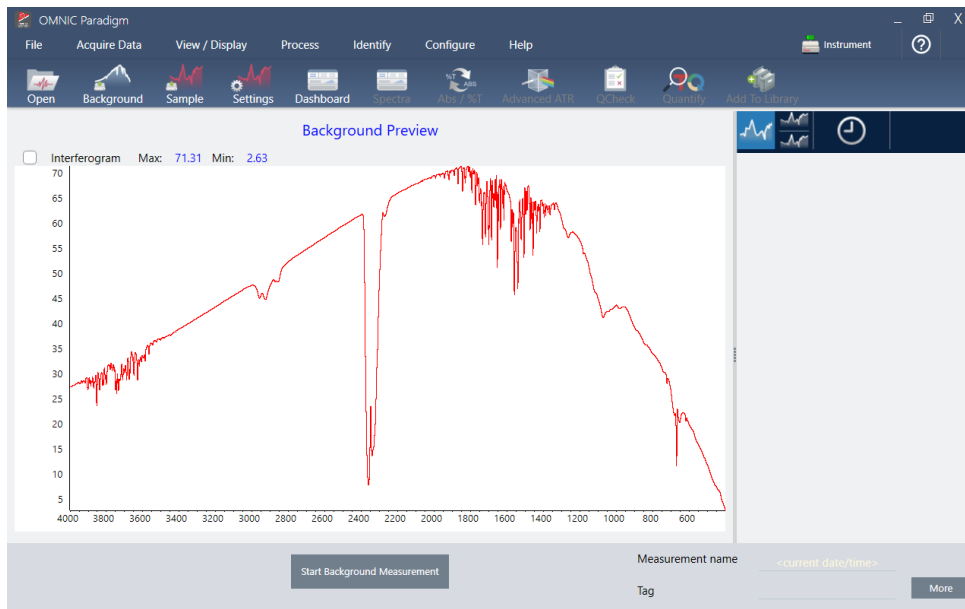 OMNIC Paradigm
File Acquire Data View / Display Process Identify Configure Help Instrument
Open Background Sample Settings Dashboard Spectra Abs / %T Advanced ATR QCheck Quantify Add To Library
%T ABS
Background Preview
Interferogram Max: 71.31 Min: 2.63
70
65
60
55
50
45
40
35
30
25
20
15
10
5
4000 3800 3600 3400 3200 3000 2800 2600 2400 2200 2000 1800 1600 1400 1200 1000 800 600
Start Background Measurement
Measurement name <current date/time>
Tag
More